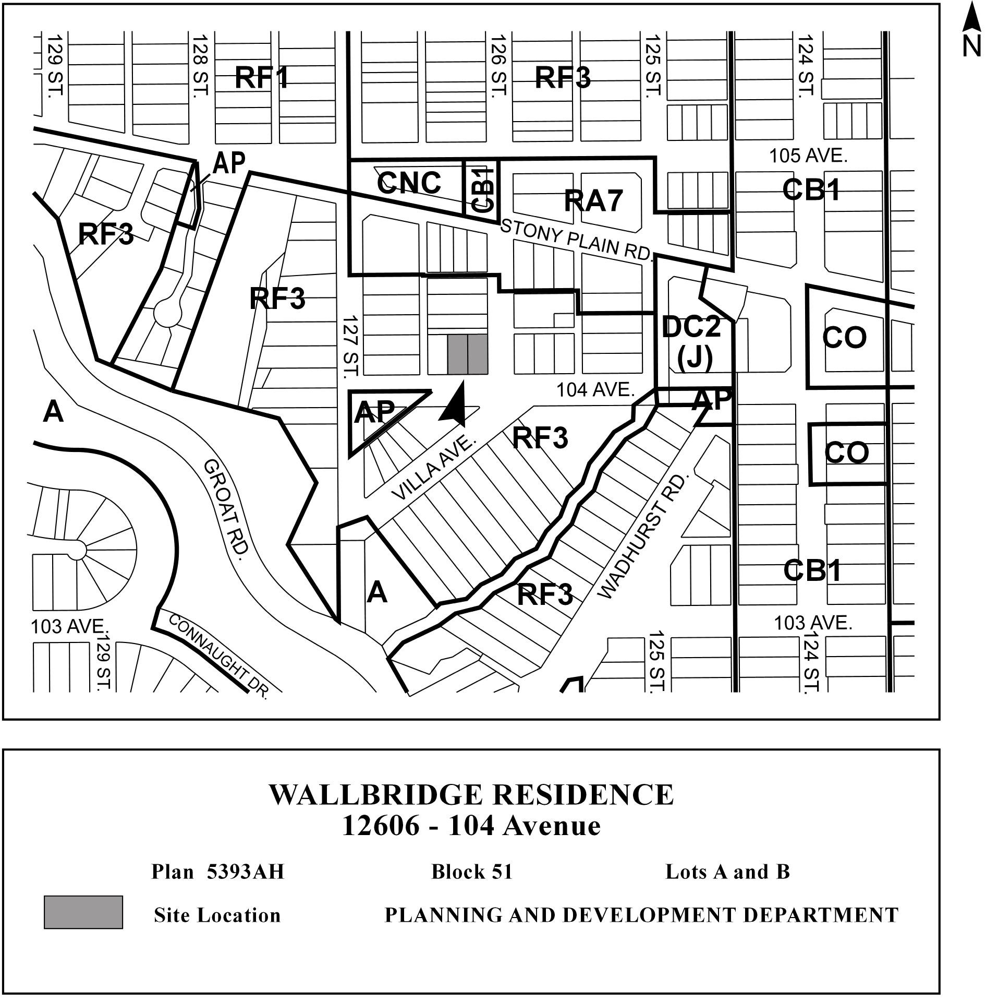 N
129 ST.
128 ST.
126 ST.
125 ST.
124 ST.
RF1
RF3
105 AVE.
AP
CNC
CB1
RA7
CB1
RF3
STONY PLAIN RD.
RF3
127 ST.
DC2
(J)
CO
104 AVE.
AP
AP
A
RF3
VILLA AVE.
CO
GROAT RD.
WADHURST RD.
A
RF3
CB1
103 AVE.
CONNAUGHT DR.
103 AVE.
129 ST.
125 ST.
124 ST.
WALLBRIDGE RESIDENCE
12606 - 104 Avenue
Plan 5393AH Block 51 Lots A and B
Site Location PLANNING AND DEVELOPMENT DEPARTMENT